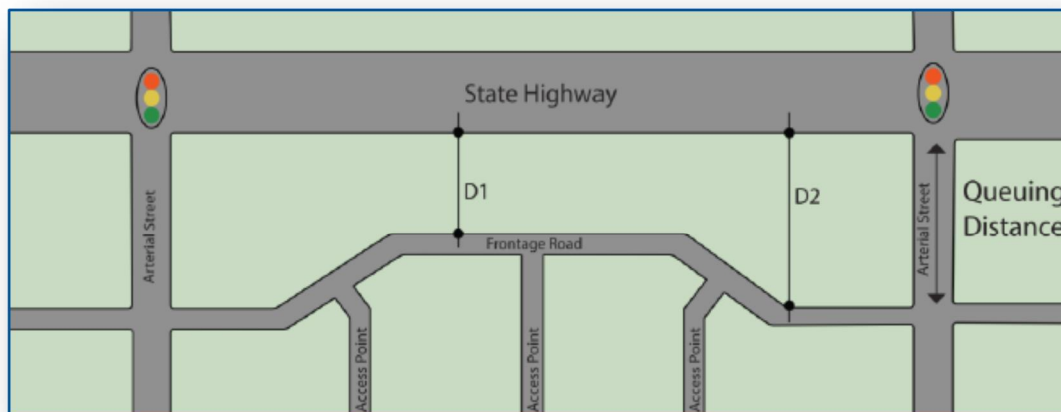 State Highway
D1
D2
Queuing
Distance
Arterial Street
Arterial Street
Frontage Road
Access Point
Access Point
Access Point